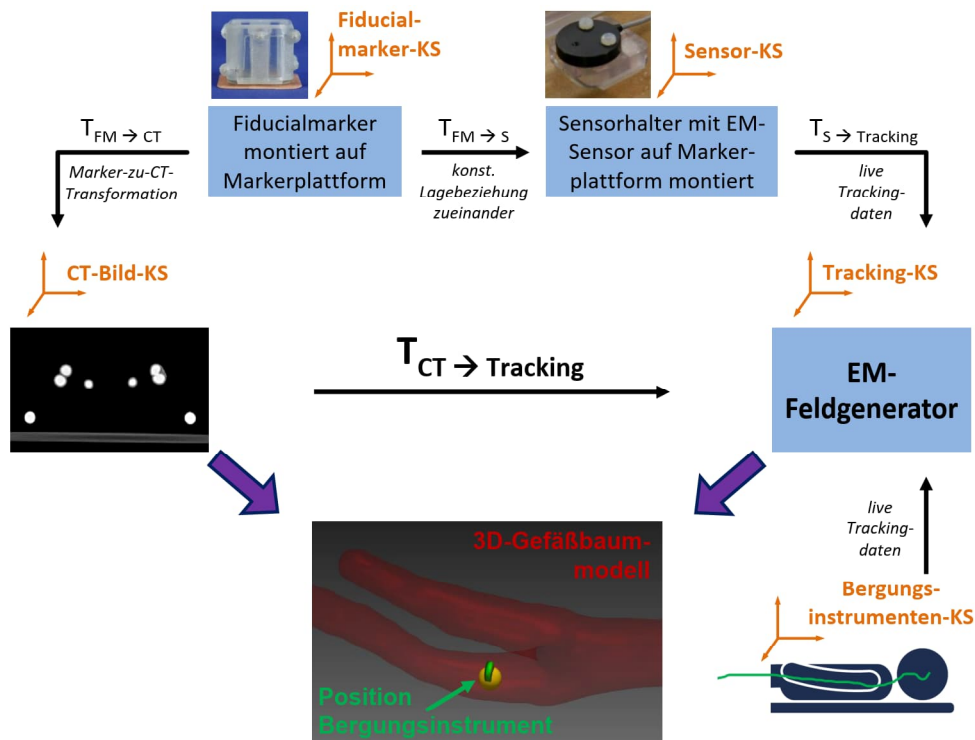 Fiducial-
marker-KS
Sensor-KS
T FM → CT
Marker-zu-CT-
Transformation
Fiducialmarker
montiert auf
Markerplattform
T FM → S
konst.
Lagebeziehung
zueinander
Sensorhalter mit EM-
Sensor auf Marker-
plattform montiert
T S → Tracking
live
Tracking-
daten
CT-Bild-KS
Tracking-KS
T CT → Tracking
EM-
Feldgenerator
live
Tracking-
daten
3D-Gefäßbaum-
modell
Position
Bergungsinstrument
Bergungs-
instrumenten-KS